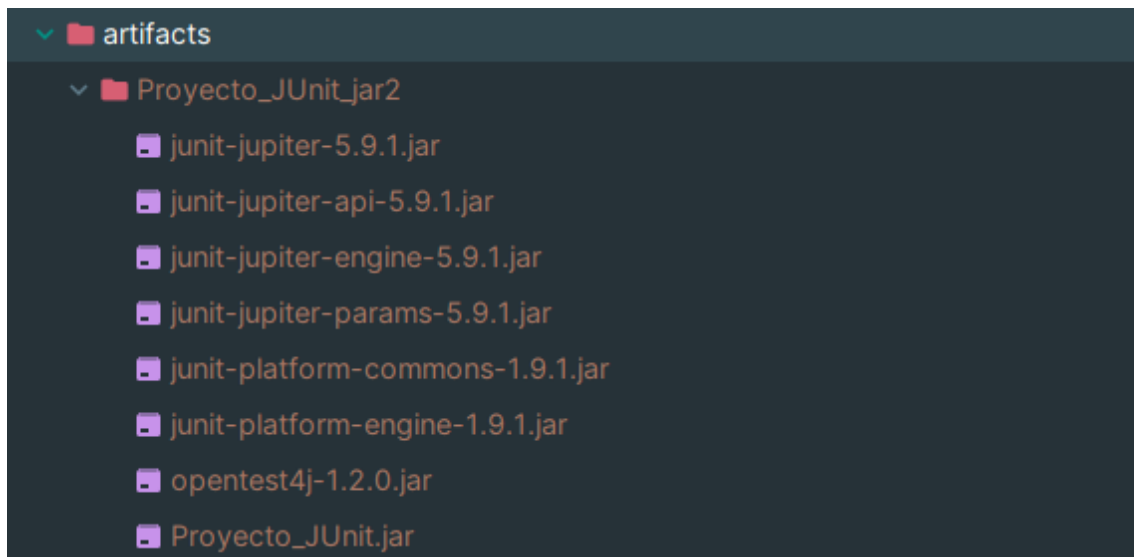 artifacts
Proyecto_JUnit_jar2
junit-jupiter-5.9.1.jar
junit-jupiter-api-5.9.1.jar
junit-jupiter-engine-5.9.1.jar
junit-jupiter-params-5.9.1.jar
junit-platform-commons-1.9.1.jar
junit-platform-engine-1.9.1.jar
opentest4j-1.2.0.jar
Proyecto_JUnit.jar